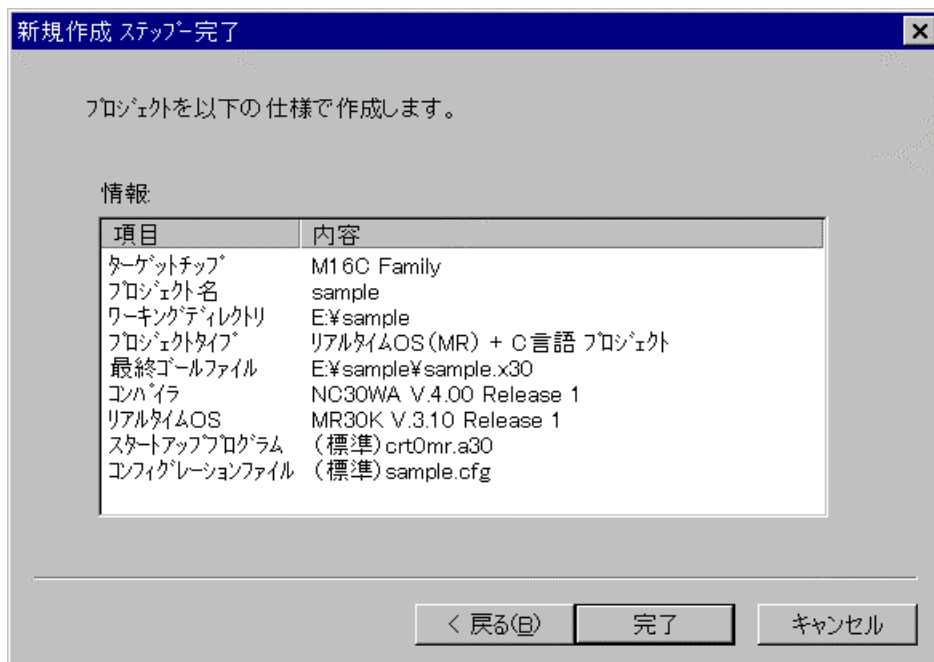 新規作成 ステップー完了
プロジェクトを以下の仕様で作成します。
情報:
項目 内容
ターゲットチップ M16C Family
プロジェクト名 sample
ワーキングディレクトリ E:¥sample
プロジェクトタイプ リアルタイムOS(MR) + C言語 プロジェクト
最終ゴールファイル E:¥sample¥sample.x30
コンパイラ NC30WA V.4.00 Release 1
リアルタイムOS MR30K V.3.10 Release 1
スタートアッププログラム (標準)crt0mr.a30
コンフィグレーションファイル (標準)sample.cfg
< 戻る(B) 完了 キャンセル